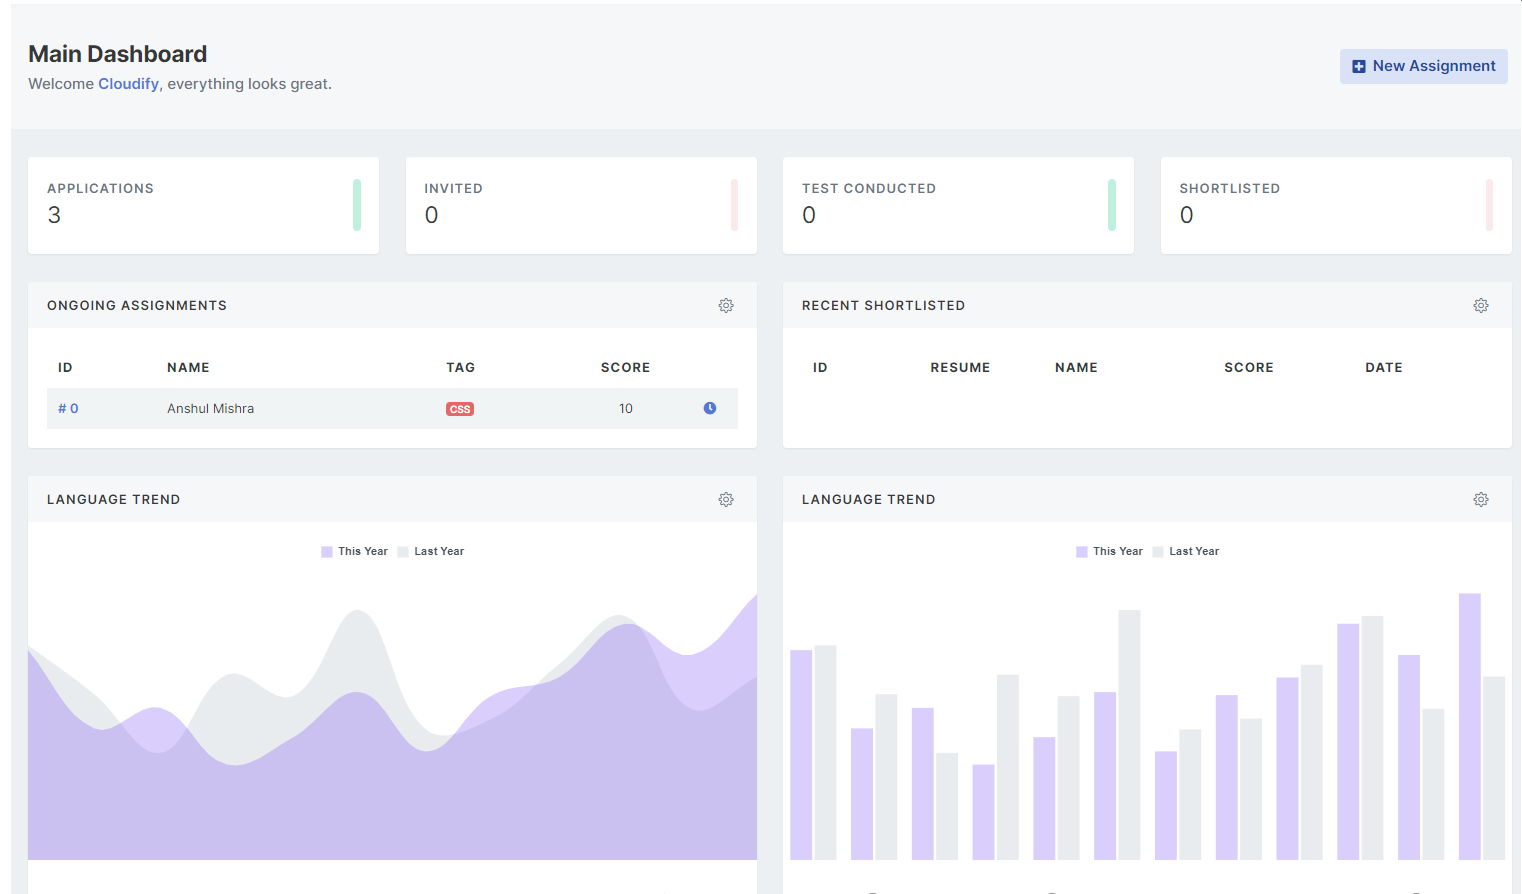 Main Dashboard
Welcome Cloudify, everything looks great.
New Assignment
APPLICATIONS
3
INVITED
0
TEST CONDUCTED
0
SHORTLISTED
0
ONGOING ASSIGNMENTS
ID NAME TAG SCORE
# 0 Anshul Mishra CSS 10
RECENT SHORTLISTED
ID RESUME NAME SCORE DATE
LANGUAGE TREND
This Year Last Year
LANGUAGE TREND
This Year Last Year